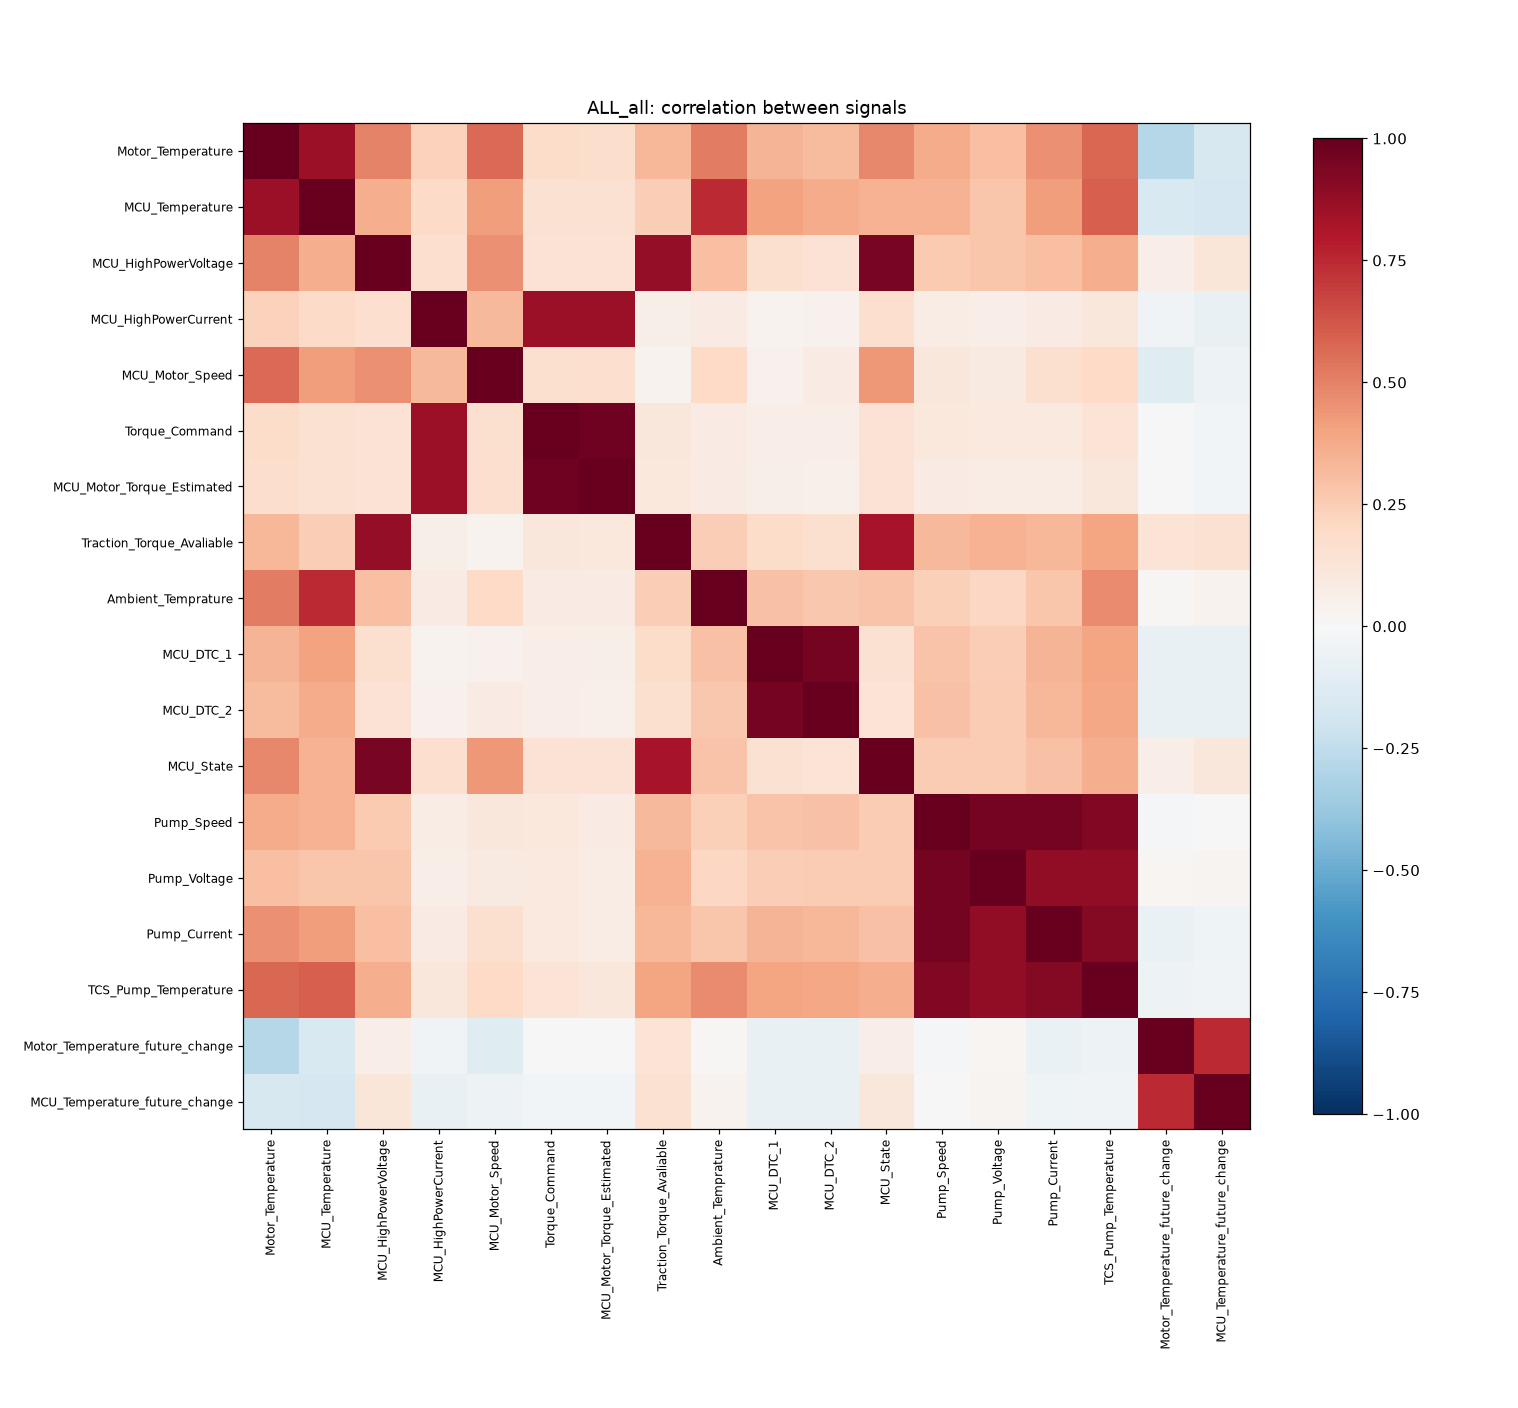 ALL_all: correlation between signals
Motor_Temperature
MCU_Temperature
MCU_HighPowerVoltage
MCU_HighPowerCurrent
MCU_Motor_Speed
Torque_Command
MCU_Motor_Torque_Estimated
Traction_Torque_Avaliable
Ambient_Temprature
MCU_DTC_1
MCU_DTC_2
MCU_State
Pump_Speed
Pump_Voltage
Pump_Current
TCS_Pump_Temperature
Motor_Temperature_future_change
MCU_Temperature_future_change
Motor_Temperature
MCU_Temperature
MCU_HighPowerVoltage
MCU_HighPowerCurrent
MCU_Motor_Speed
Torque_Command
MCU_Motor_Torque_Estimated
Traction_Torque_Avaliable
Ambient_Temprature
MCU_DTC_1
MCU_DTC_2
MCU_State
Pump_Speed
Pump_Voltage
Pump_Current
TCS_Pump_Temperature
Motor_Temperature_future_change
MCU_Temperature_future_change
1.00
0.75
0.50
0.25
0.00
−0.25
−0.50
−0.75
−1.00